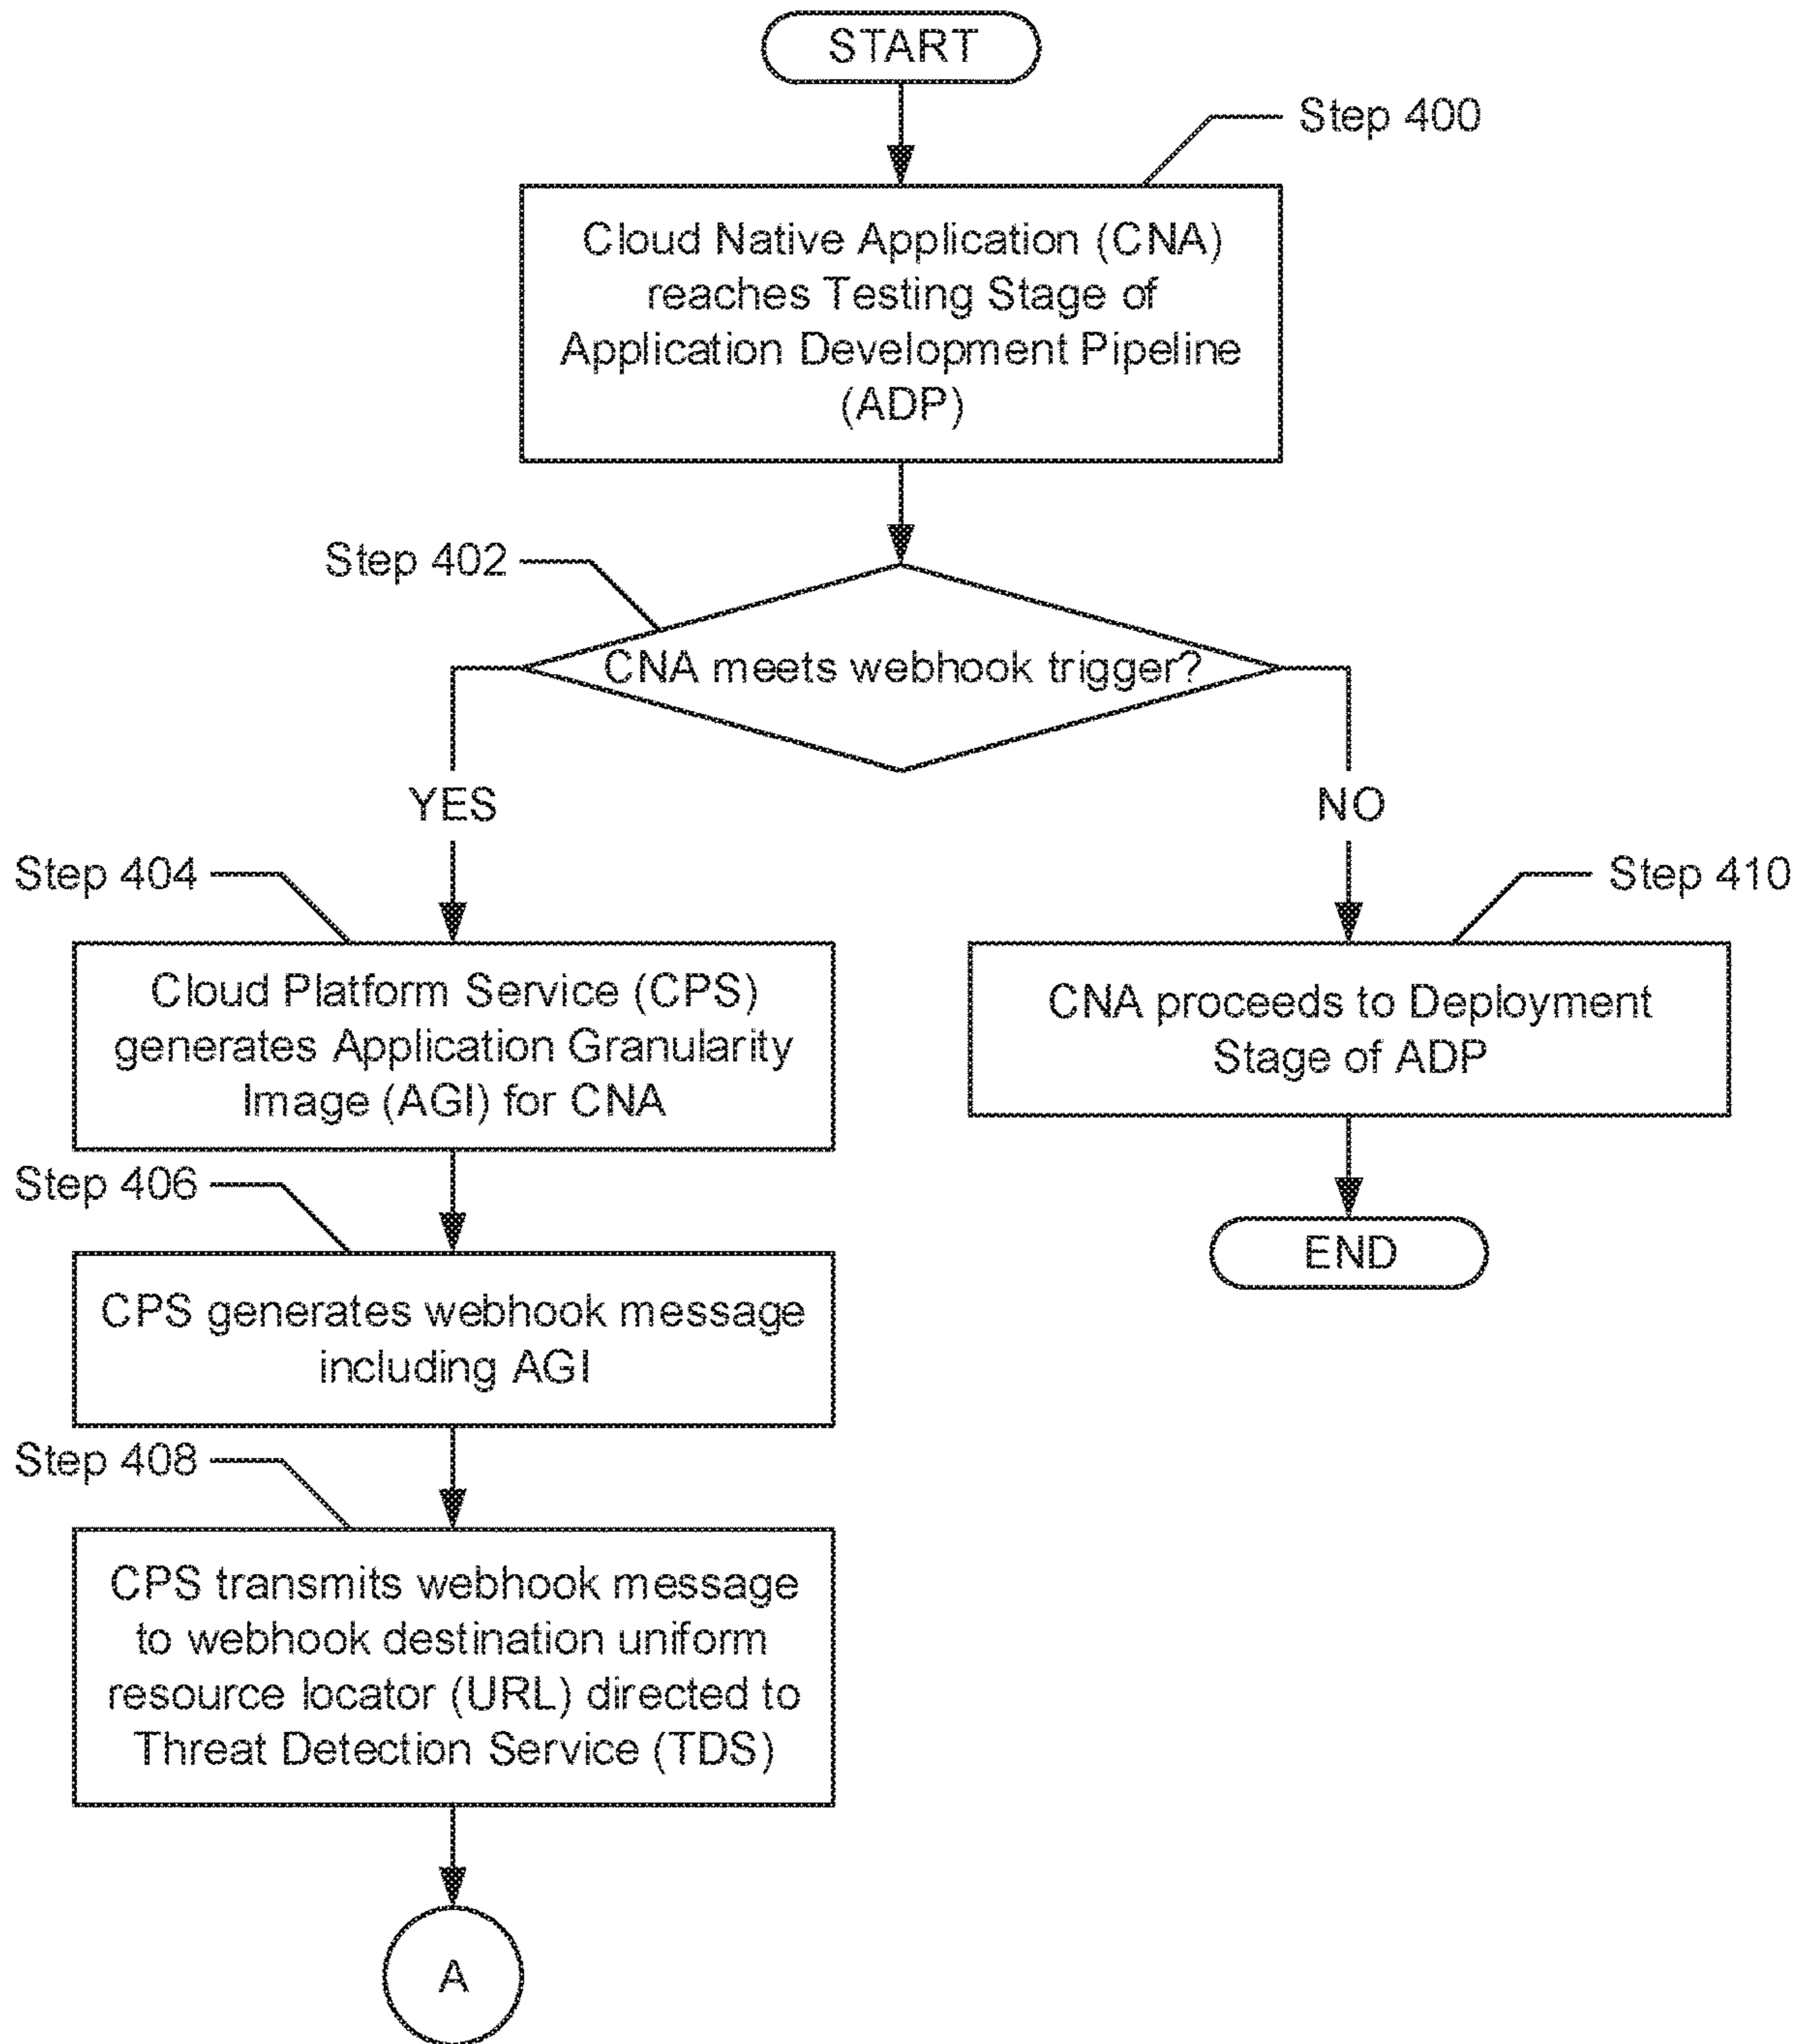 START
Step 400
Cloud Native Application (CNA)
reaches Testing Stage of
Application Development Pipeline
(ADP)
Step 402
CNA meets webhook trigger?
YES
NO
Step 404
Step 410
Cloud Platform Service (CPS)
generates Application Granularity
Image (AGI) for CNA
CNA proceeds to Deployment
Stage of ADP
Step 406
END
CPS generates webhook message
including AGI
Step 408
CPS transmits webhook message
to webhook destination uniform
resource locator (URL) directed to
Threat Detection Service (TDS)
A